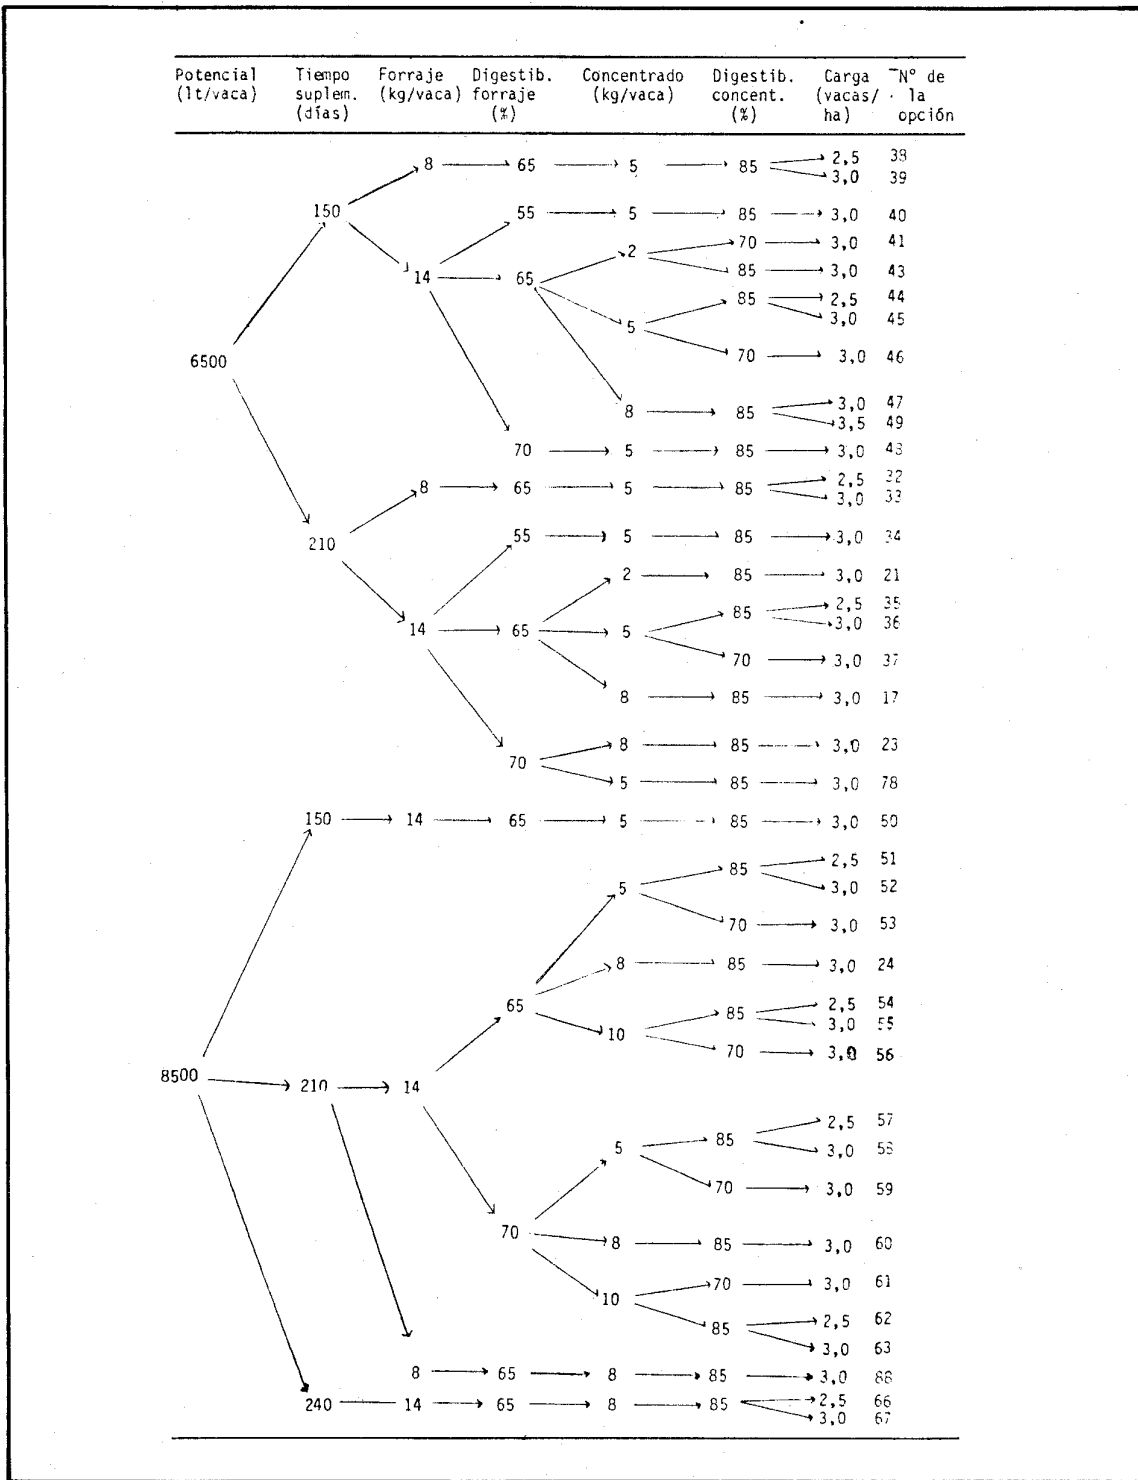 Potencial Tiempo Forraje Digestib. Concentrado Digestib. Carga N° de
(lt/vaca) suplem. (kg/vaca) forraje (kg/vaca) concent. (vacas/ la
(días) (%) (%) ha) opción
8 65 5 85 2,5 38
3,0 39
150 55 5 85 3,0 40
2 70 3,0 41
14 65 85 3,0 43
85 2,5 44
5 3,0 45
6500 70 3,0 46
8 85 3,0 47
3,5 49
70 5 85 3,0 48
8 65 5 85 2,5 32
3,0 33
210 55 5 85 3,0 34
2 85 3,0 21
85 2,5 35
14 65 5 3,0 36
70 3,0 37
8 85 3,0 17
70 8 85 3,0 23
5 85 3,0 78
150 14 65 5 85 3,0 50
85 2,5 51
5 3,0 52
70 3,0 53
8 85 3,0 24
65 85 2,5 54
10 3,0 55
70 3,0 56
8500 210 14
85 2,5 57
5 3,0 58
70 3,0 59
70 8 85 3,0 60
10 70 3,0 61
85 2,5 62
3,0 63
8 65 8 85 3,0 88
240 14 65 8 85 2,5 66
3,0 67